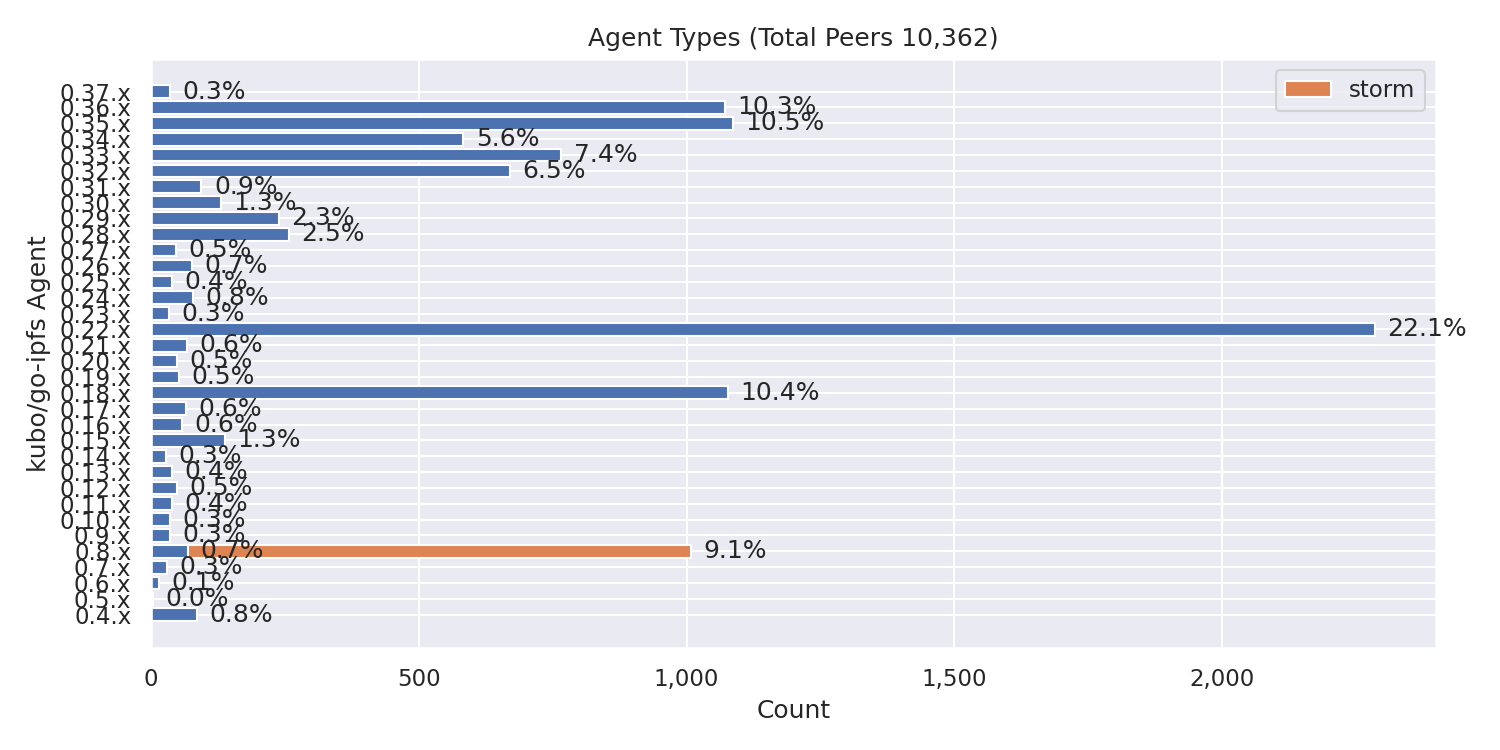 Agent Types (Total Peers 10,362)
storm
kubo/go-ipfs Agent
0.37.x 0.3%
0.36.x 10.3%
0.35.x 10.5%
0.34.x 5.6%
0.33.x 7.4%
0.32.x 6.5%
0.31.x 0.9%
0.30.x 1.3%
0.29.x 2.3%
0.28.x 2.5%
0.27.x 0.5%
0.26.x 0.7%
0.25.x 0.4%
0.24.x 0.8%
0.23.x 0.3%
0.22.x 22.1%
0.21.x 0.6%
0.20.x 0.5%
0.19.x 0.5%
0.18.x 10.4%
0.17.x 0.6%
0.16.x 0.6%
0.15.x 1.3%
0.14.x 0.3%
0.13.x 0.4%
0.12.x 0.5%
0.11.x 0.4%
0.10.x 0.3%
0.9.x 0.3%
0.8.x 0.7% 9.1%
0.7.x 0.3%
0.6.x 0.1%
0.5.x 0.0%
0.4.x 0.8%
0 500 1,000 1,500 2,000
Count